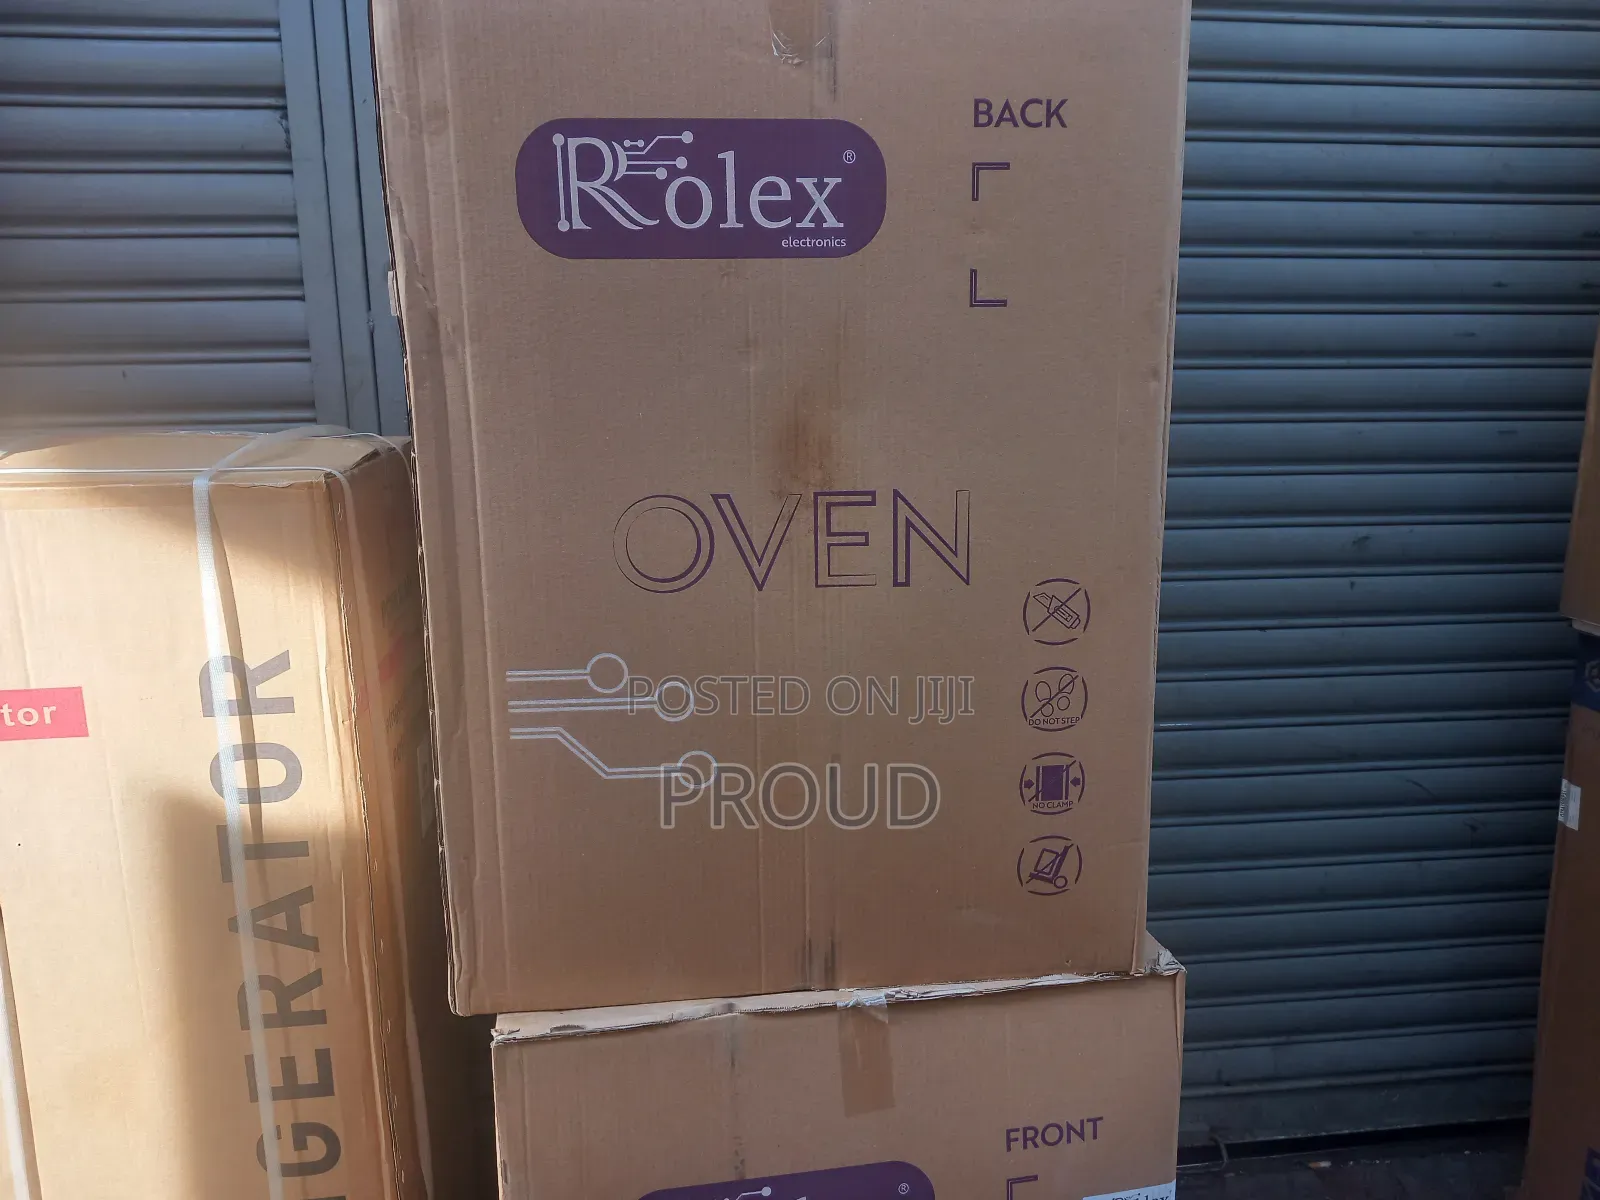 BACK
Rolex®
electronics
OVEN
DO NOT STEP
NO CLAMP
POSTED ON JIJI
PROUD
tor
GERATOR
FRONT
®